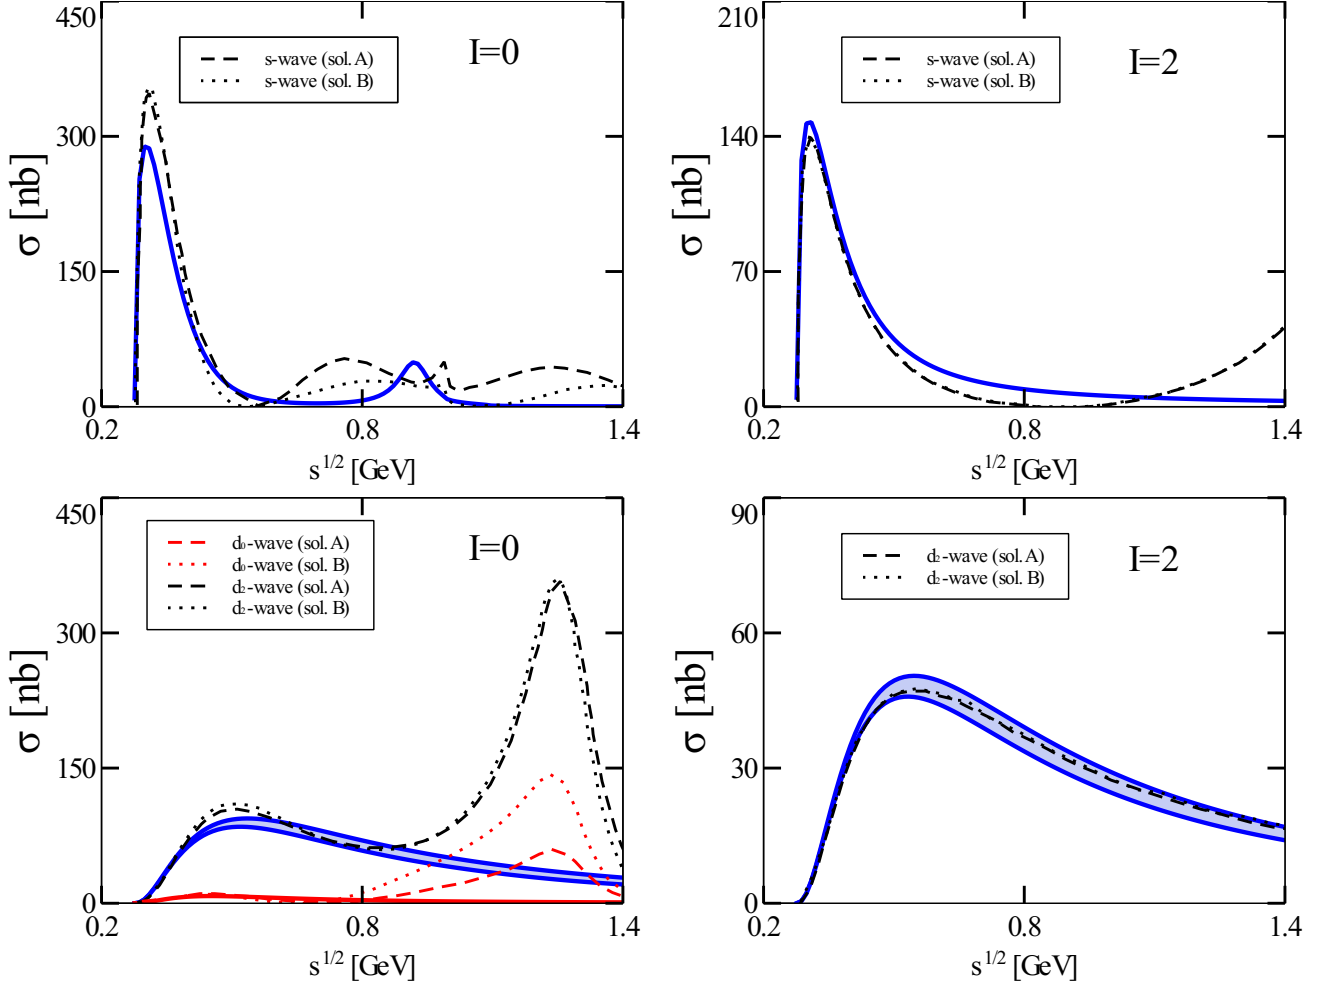 450
300
150
0
0.2
0.8
1.4
σ [nb]
s^1/2 [GeV]
s-wave (sol. A)
s-wave (sol. B)
I=0
210
140
70
0
0.2
0.8
1.4
σ [nb]
s^1/2 [GeV]
s-wave (sol. A)
s-wave (sol. B)
I=2
450
300
150
0
0.2
0.8
1.4
σ [nb]
s^1/2 [GeV]
d₀-wave (sol. A)
d₀-wave (sol. B)
d₂-wave (sol. A)
d₂-wave (sol. B)
I=0
90
60
30
0
0.2
0.8
1.4
σ [nb]
s^1/2 [GeV]
d₂-wave (sol. A)
d₂-wave (sol. B)
I=2